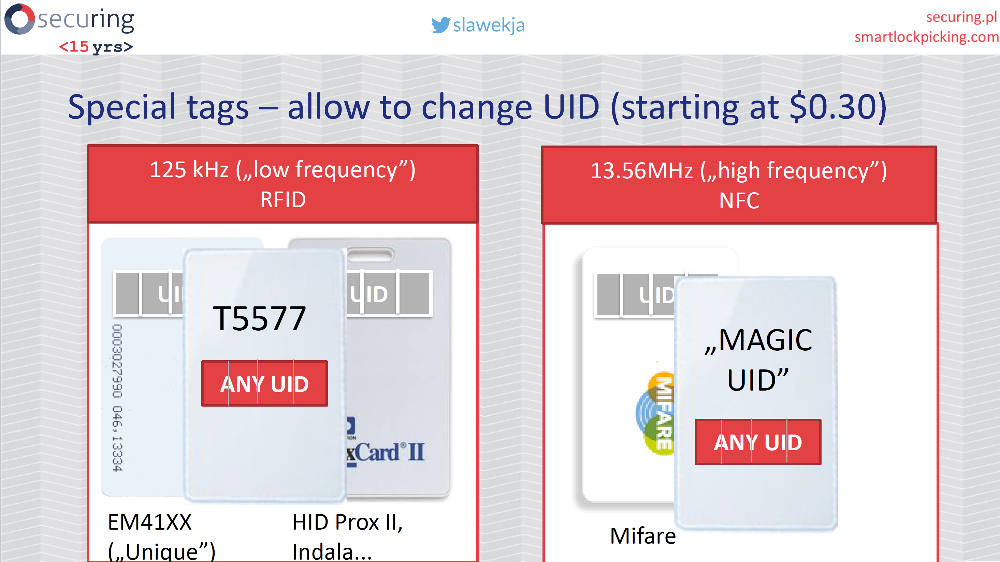 securing
<15 yrs>
slawekja
securing.pl
smartlockpicking.com
Special tags – allow to change UID (starting at $0.30)
125 kHz („low frequency”)
RFID
13.56MHz („high frequency”)
NFC
UID
UID
0003027990 046,13334
T5577
ANY UID
xCard® II
EM41XX
(„Unique”)
HID Prox II,
Indala...
UID
MIFARE
„MAGIC
UID”
ANY UID
Mifare